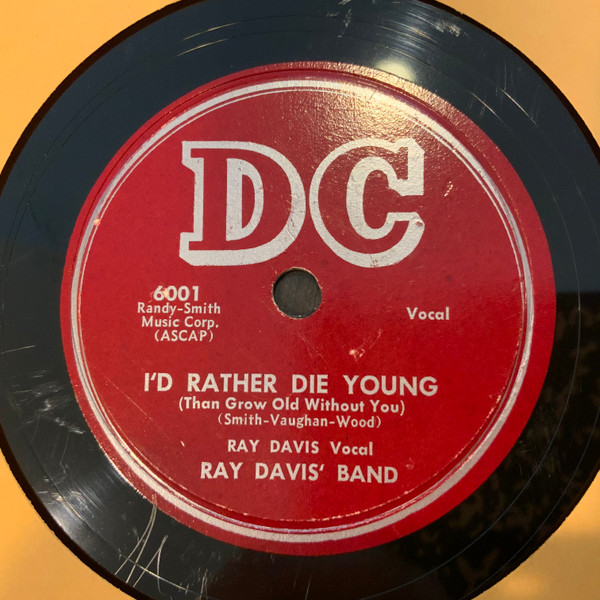 DC
6001
Randy-Smith
Music Corp.
(ASCAP)
Vocal
I'D RATHER DIE YOUNG
(Than Grow Old Without You)
(Smith-Vaughan-Wood)
RAY DAVIS Vocal
RAY DAVIS' BAND